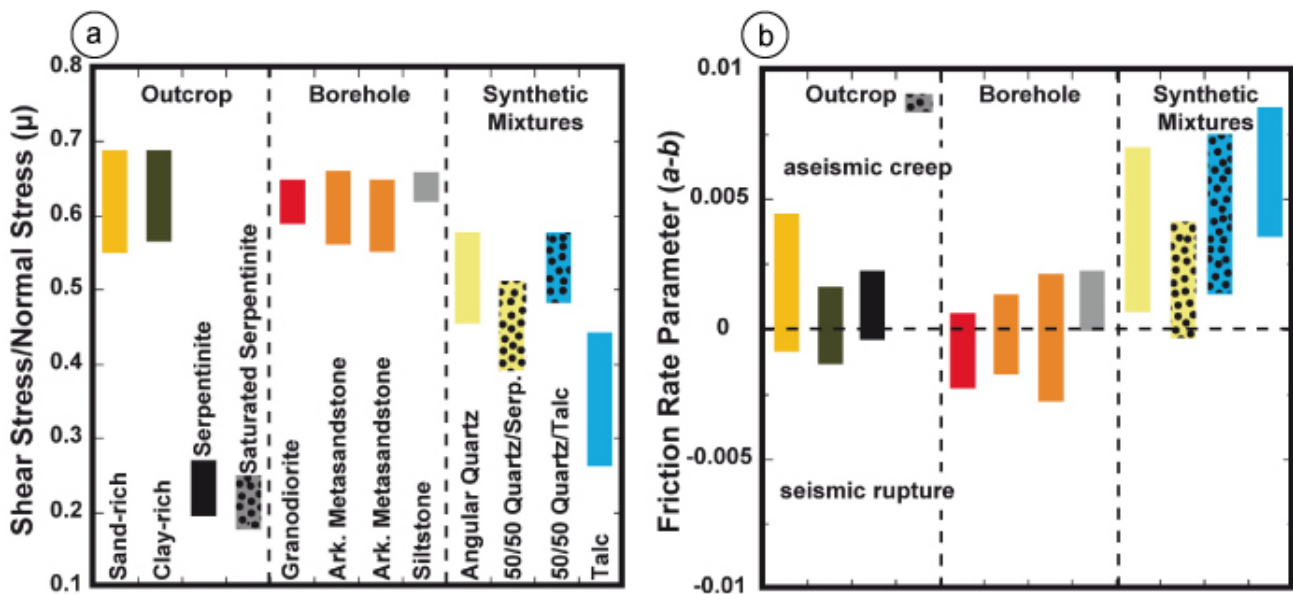 a
Shear Stress/Normal Stress (μ)
0.8
0.7
0.6
0.5
0.4
0.3
0.2
0.1
Outcrop
Borehole
Synthetic
Mixtures
Sand-rich
Clay-rich
Serpentinite
Saturated Serpentinite
Granodiorite
Ark. Metasandstone
Ark. Metasandstone
Siltstone
Angular Quartz
50/50 Quartz/Serp.
50/50 Quartz/Talc
Talc
b
Friction Rate Parameter (a-b)
0.01
0.005
0
-0.005
-0.01
Outcrop
Borehole
Synthetic
Mixtures
aseismic creep
seismic rupture